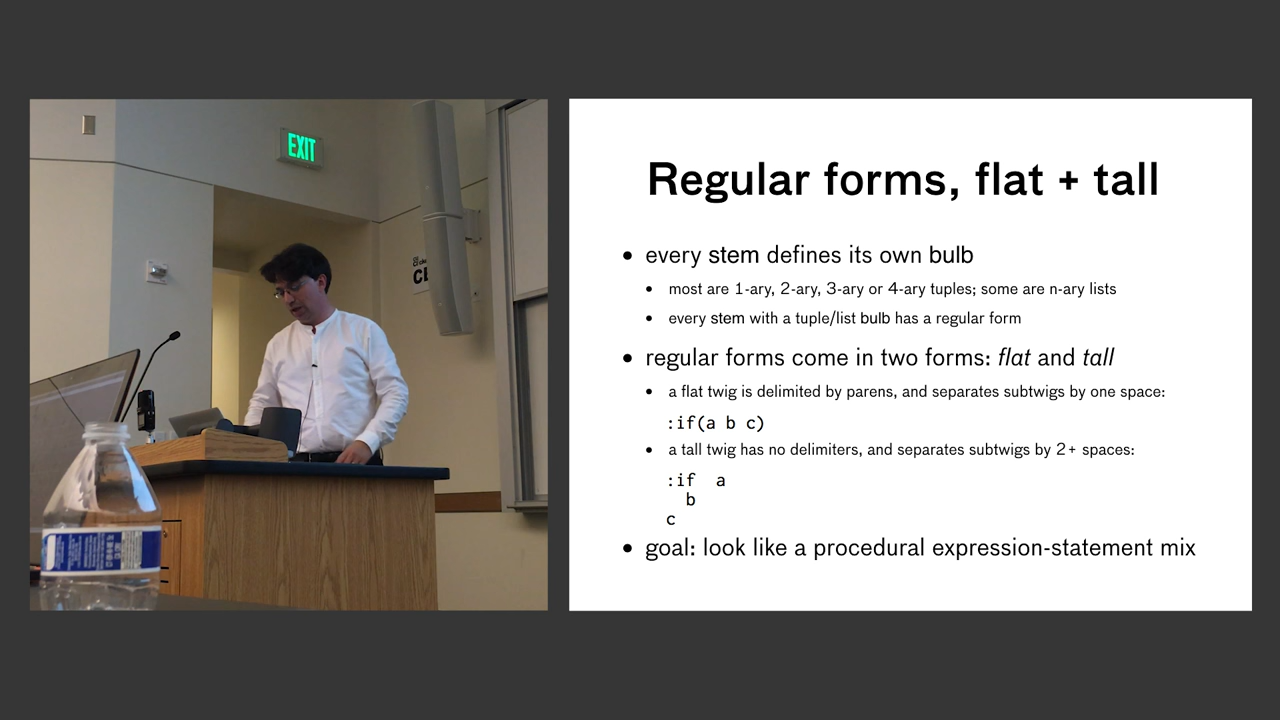 EXIT
Regular forms, flat + tall
• every stem defines its own bulb
• most are 1-ary, 2-ary, 3-ary or 4-ary tuples; some are n-ary lists
• every stem with a tuple/list bulb has a regular form
• regular forms come in two forms: flat and tall
• a flat twig is delimited by parens, and separates subtwigs by one space:
:if(a b c)
• a tall twig has no delimiters, and separates subtwigs by 2+ spaces:
:if  a
  b
c
• goal: look like a procedural expression-statement mix